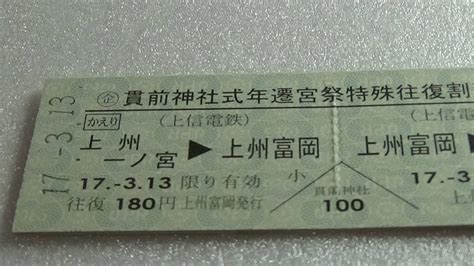 17.-3.13
㊭貫前神社式年遷宮祭特殊往復割
かえり (上信電鉄)
上州一ノ宮 ▶ 上州富岡
17.-3.13 限り有効 小
往復 180円 上州富岡発行
上州富岡
貫前神社
100
17.-3